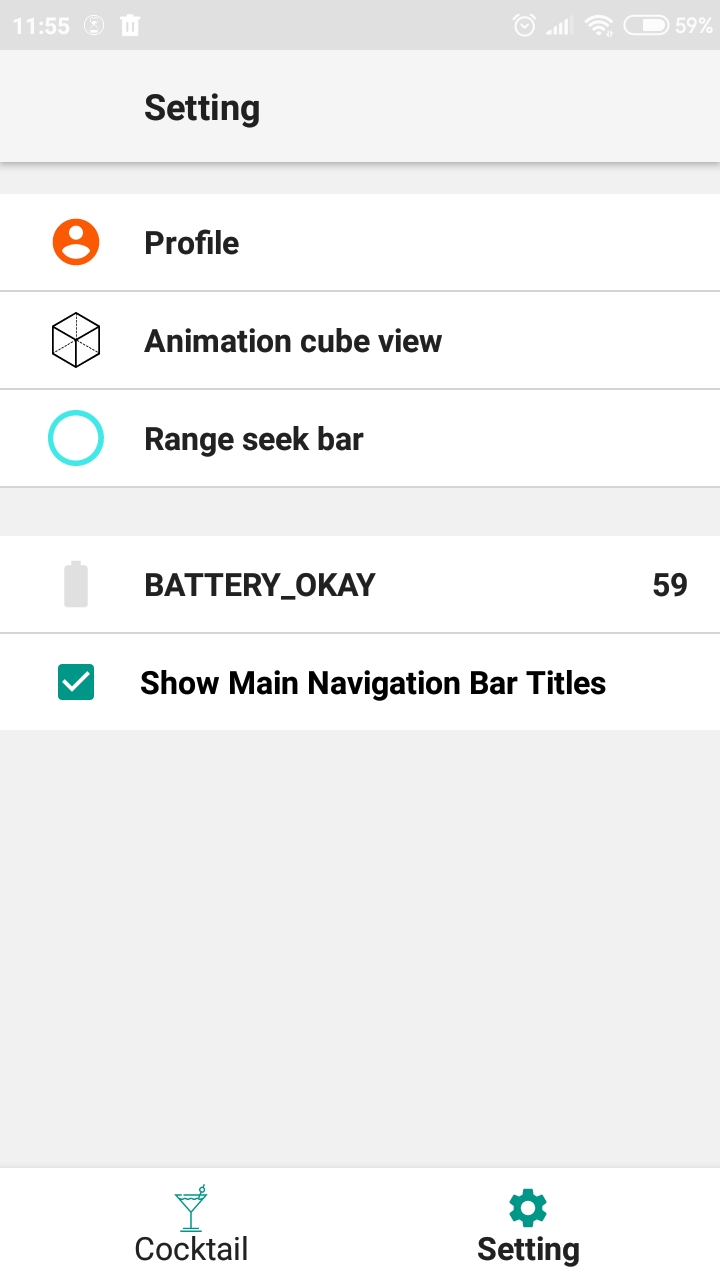 11:55 59%
Setting
Profile
Animation cube view
Range seek bar
BATTERY_OKAY 59
Show Main Navigation Bar Titles
Cocktail Setting